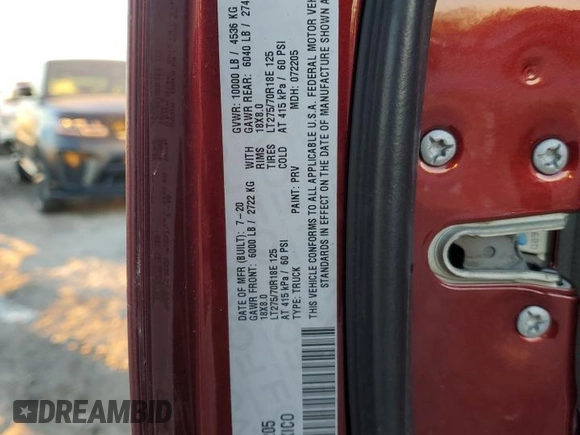 DATE OF MFR (BUILT): 7-20 GVWR: 10000 LB / 4536 KG
GAWR FRONT: 6000 LB / 2722 KG WITH GAWR REAR: 6040 LB / 274
18X8.0 RIMS 18X8.0
LT275/70R18E 125 TIRES LT275/70R18E 125
AT 415 kPa / 60 PSI COLD AT 415 kPa / 60 PSI
TYPE: TRUCK PAINT: PRV MDH: 072205
THIS VEHICLE CONFORMS TO ALL APPLICABLE U.S.A. FEDERAL MOTOR VEH
STANDARDS IN EFFECT ON THE DATE OF MANUFACTURE SHOWN A
205
XICO
DREAMBID